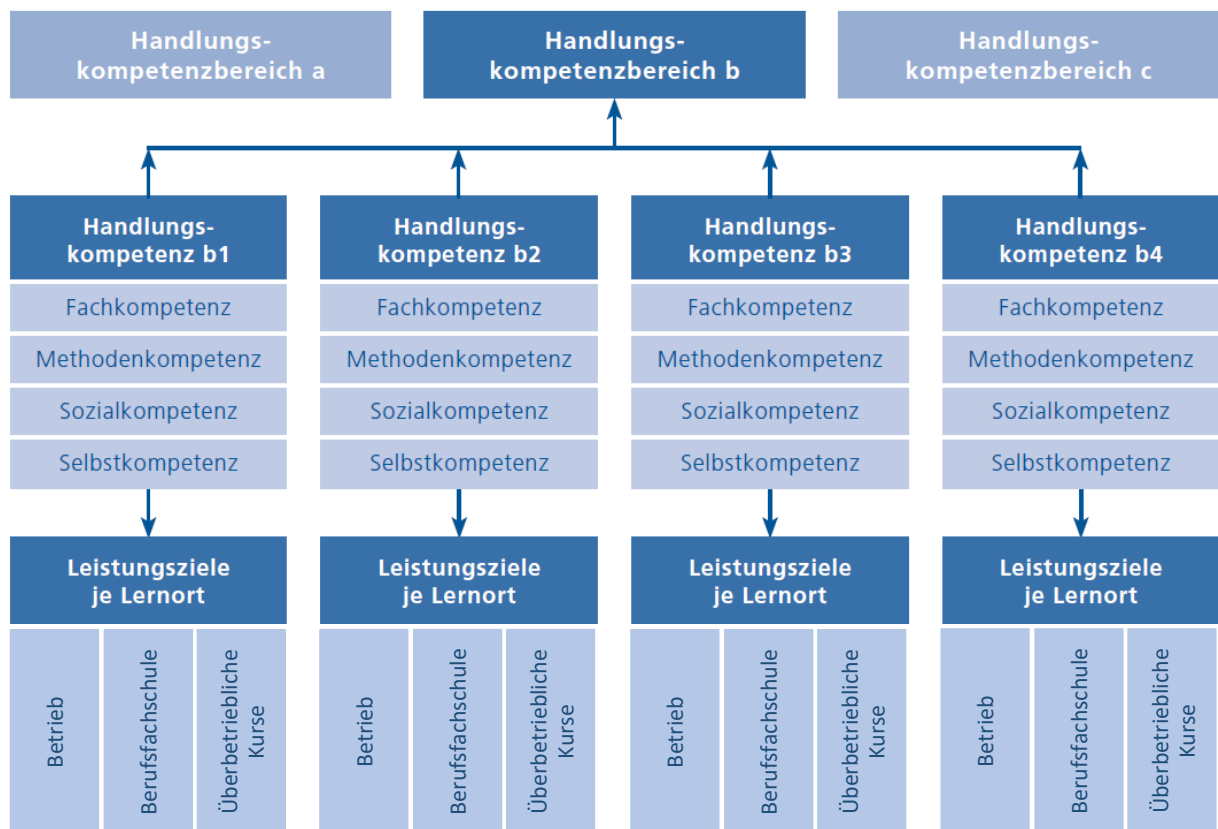 Handlungs-
kompetenzbereich a
Handlungs-
kompetenzbereich b
Handlungs-
kompetenzbereich c
Handlungs-
kompetenz b1
Fachkompetenz
Methodenkompetenz
Sozialkompetenz
Selbstkompetenz
Leistungsziele
je Lernort
Betrieb
Berufsfachschule
Überbetriebliche
Kurse
Handlungs-
kompetenz b2
Fachkompetenz
Methodenkompetenz
Sozialkompetenz
Selbstkompetenz
Leistungsziele
je Lernort
Betrieb
Berufsfachschule
Überbetriebliche
Kurse
Handlungs-
kompetenz b3
Fachkompetenz
Methodenkompetenz
Sozialkompetenz
Selbstkompetenz
Leistungsziele
je Lernort
Betrieb
Berufsfachschule
Überbetriebliche
Kurse
Handlungs-
kompetenz b4
Fachkompetenz
Methodenkompetenz
Sozialkompetenz
Selbstkompetenz
Leistungsziele
je Lernort
Betrieb
Berufsfachschule
Überbetriebliche
Kurse